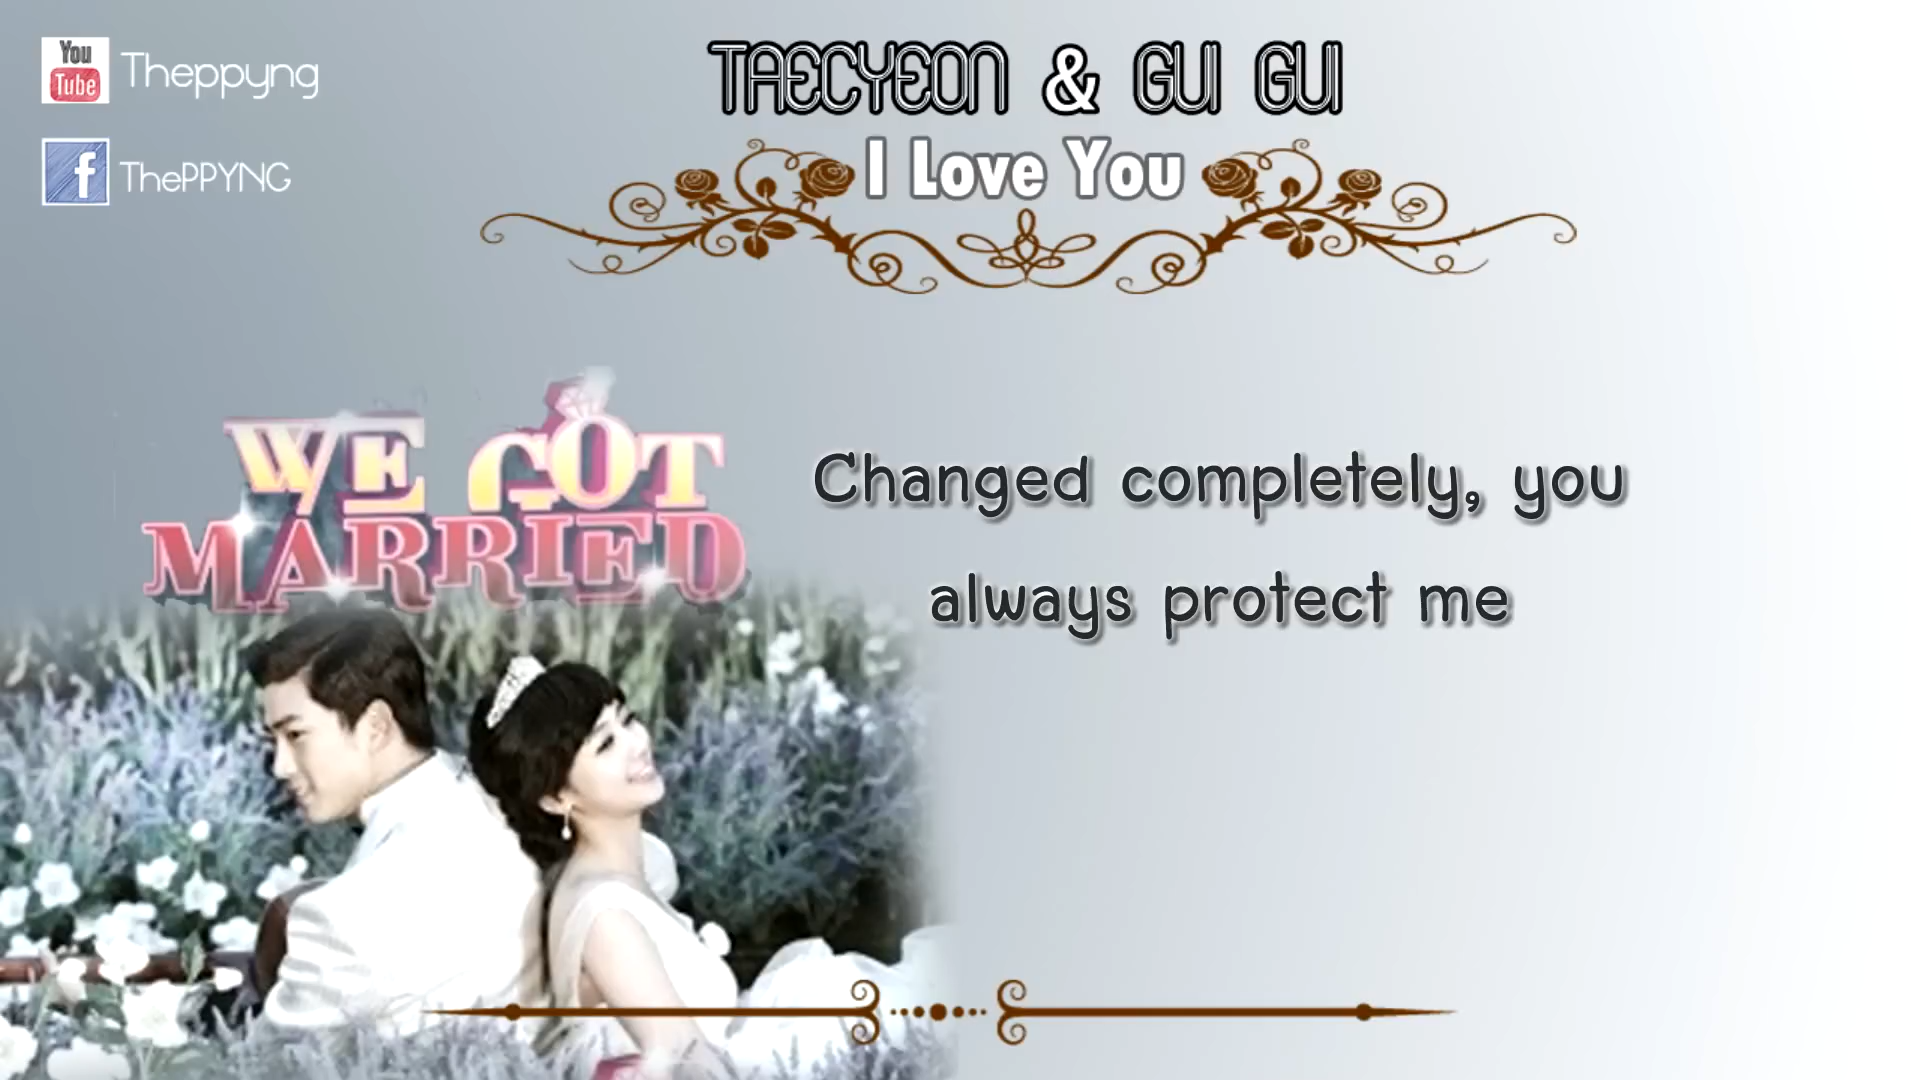 You
Tube
Theppyng
f
ThePPYNG
TAECYEON & GUI GUI
I Love You
WE GOT
MARRIED
Changed completely, you
always protect me